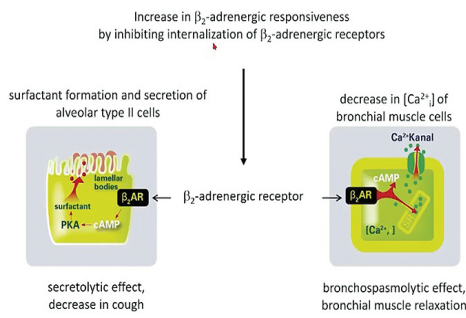 Increase in β₂-adrenergic responsiveness
by inhibiting internalization of β₂-adrenergic receptors
surfactant formation and secretion of
alveolar type II cells
lamellar
bodies
surfactant
β₂AR
PKA
cAMP
secretolytic effect,
decrease in cough
β₂-adrenergic receptor
decrease in [Ca²⁺ᵢ] of
bronchial muscle cells
Ca²⁺Kanal
cAMP
β₂AR
[Ca²⁺ᵢ ]
bronchospasmolytic effect,
bronchial muscle relaxation